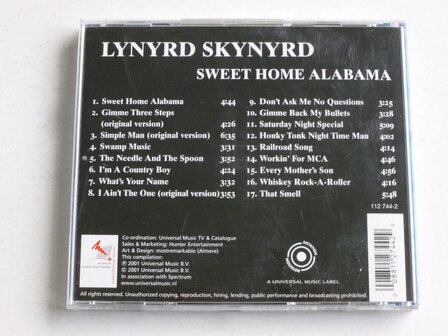 LYNYRD SKYNYRD
SWEET HOME ALABAMA
1. Sweet Home Alabama 4:44
2. Gimme Three Steps
(original version) 4:26
3. Simple Man (original version) 6:35
4. Swamp Music 3:31
5. The Needle And The Spoon 3:52
6. I'm A Country Boy 4:24
7. What's Your Name 3:32
8. I Ain't The One (original version) 3:53
9. Don't Ask Me No Questions 3:25
10. Gimme Back My Bullets 3:28
11. Saturday Night Special 5:09
12. Honky Tonk Night Time Man 4:02
13. Railroad Song 4:14
14. Workin' For MCA 4:46
15. Every Mother's Son 4:56
16. Whiskey Rock-A-Roller 4:14
17. That Smell 5:48
112 744-2
Co-ordination: Universal Music TV & Catalogue
Sales & Marketing: Hunter Entertainment
Art & Design: mostremarkable (Almere)
This compilation:
℗ 2001 Universal Music B.V.
© 2001 Universal Music B.V.
In association with Spectrum
www.universalmusic.nl
A UNIVERSAL MUSIC LABEL
All rights reserved. Unauthorized copying, reproduction, hiring, lending, public performance and broadcasting prohibited.